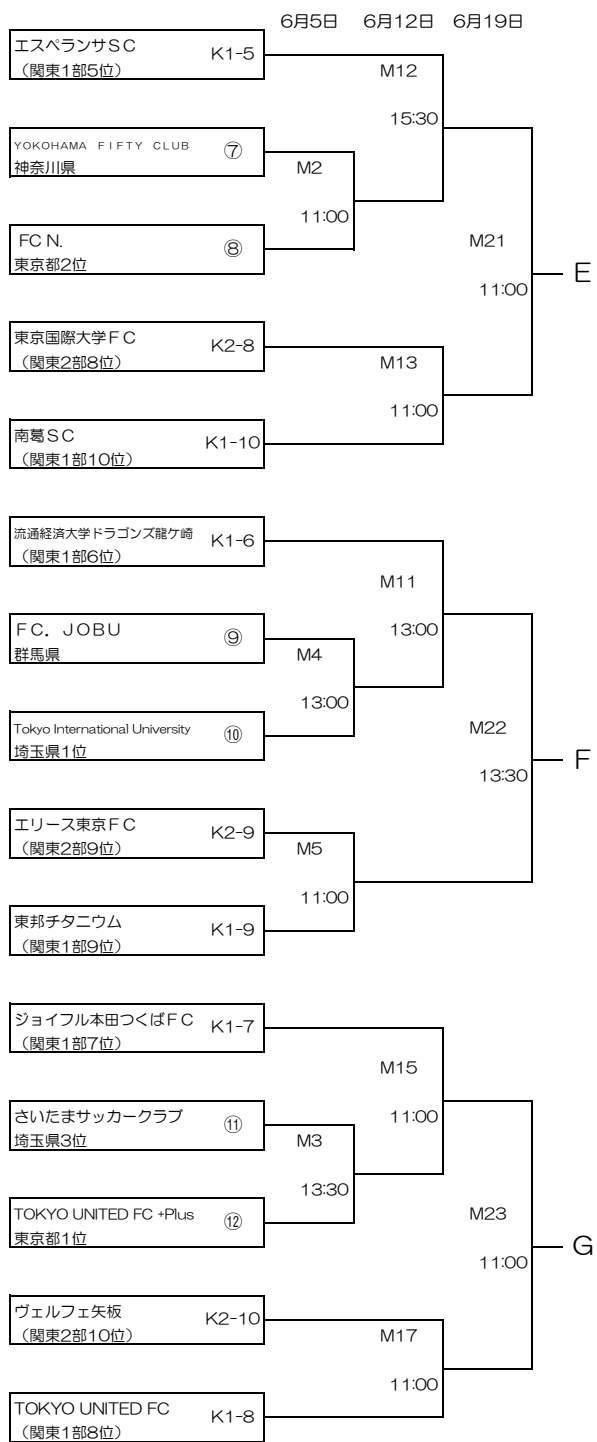 6月5日 6月12日 6月19日
エスペランサSC K1-5
（関東1部5位）
M12
15:30
YOKOHAMA FIFTY CLUB ⑦
神奈川県
M2
11:00
FC N. ⑧
東京都2位
M21
11:00
E
東京国際大学FC K2-8
（関東2部8位）
M13
11:00
南葛SC K1-10
（関東1部10位）
流通経済大学ドラゴンズ龍ケ崎 K1-6
（関東1部6位）
M11
13:00
FC. JOBU ⑨
群馬県
M4
13:00
Tokyo International University ⑩
埼玉県1位
M22
13:30
F
エリース東京FC K2-9
（関東2部9位）
M5
11:00
東邦チタニウム K1-9
（関東1部9位）
ジョイフル本田つくばFC K1-7
（関東1部7位）
M15
11:00
さいたまサッカークラブ ⑪
埼玉県3位
M3
13:30
TOKYO UNITED FC +Plus ⑫
東京都1位
M23
11:00
G
ヴェルフェ矢板 K2-10
（関東2部10位）
M17
11:00
TOKYO UNITED FC K1-8
（関東1部8位）